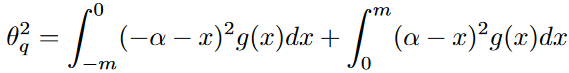 θ_q^2 = ∫_{-m}^{0} (−α − x)^2 g(x)dx + ∫_{0}^{m} (α − x)^2 g(x)dx